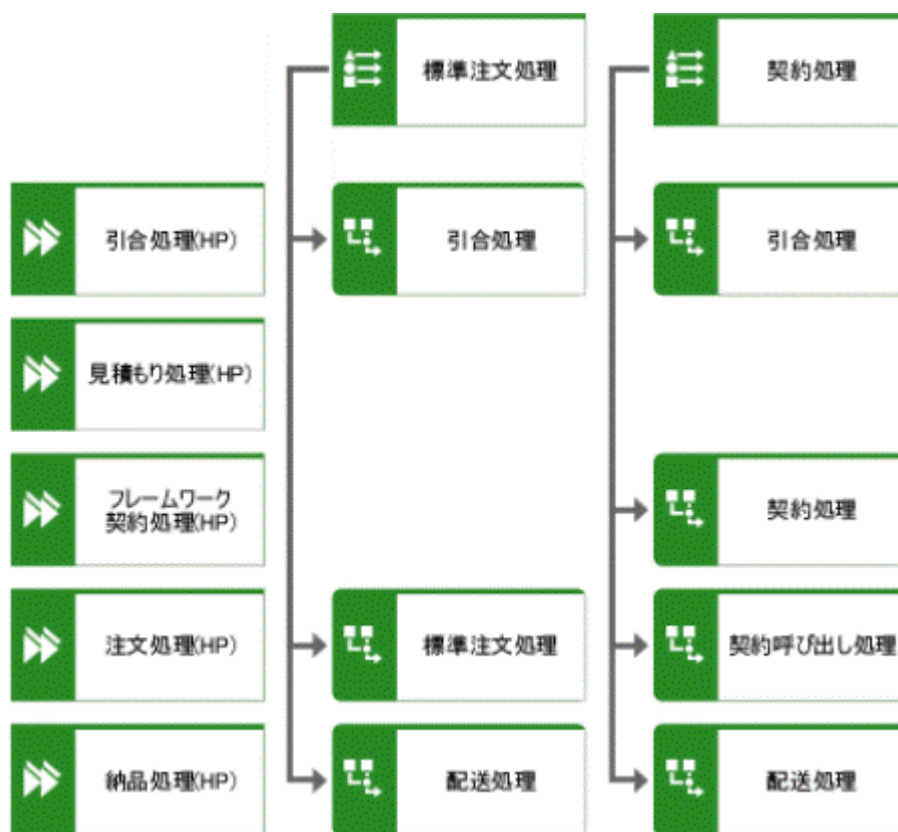 標準注文処理
契約処理
引合処理(HP)
引合処理
引合処理
見積もり処理(HP)
フレームワーク
契約処理(HP)
契約処理
注文処理(HP)
標準注文処理
契約呼び出し処理
納品処理(HP)
配送処理
配送処理